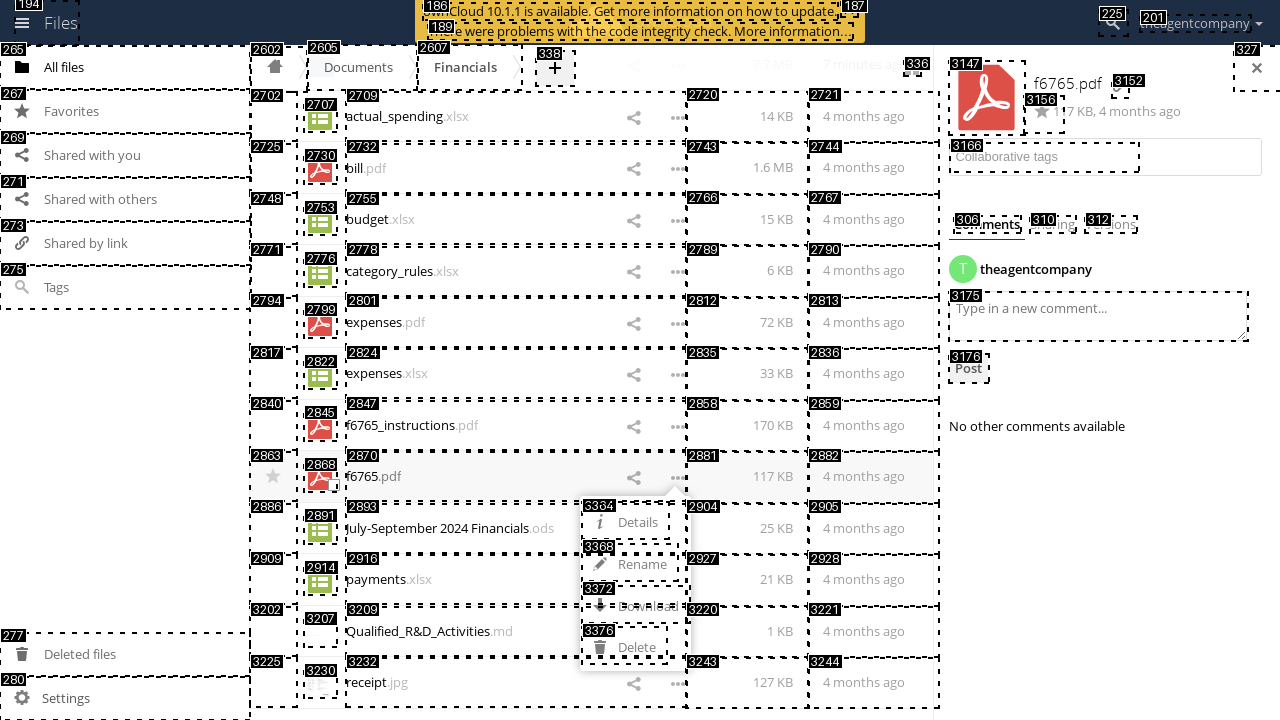 194
Files
186
ownCloud 10.1.1 is available. Get more information on how to update.
187
189
There were problems with the code integrity check. More information...
225
201
theagentcompany
265
All files
267
Favorites
269
Shared with you
271
Shared with others
273
Shared by link
275
Tags
277
Deleted files
280
Settings
2602
2605
Documents
2607
Financials
338
+
7.7 MB
7 minutes ago
336
2702
2707
2709
actual_spending.xlsx
2720
14 KB
2721
4 months ago
2725
2730
2732
bill.pdf
2743
1.6 MB
2744
4 months ago
2748
2753
2755
budget.xlsx
2766
15 KB
2767
4 months ago
2771
2776
2778
category_rules.xlsx
2789
6 KB
2790
4 months ago
2794
2799
2801
expenses.pdf
2812
72 KB
2813
4 months ago
2817
2822
2824
expenses.xlsx
2835
33 KB
2836
4 months ago
2840
2845
2847
f6765_instructions.pdf
2858
170 KB
2859
4 months ago
2863
2868
2870
f6765.pdf
2881
117 KB
2882
4 months ago
2886
2891
2893
July-September 2024 Financials.ods
2904
25 KB
2905
4 months ago
2909
2914
2916
payments.xlsx
2927
21 KB
2928
4 months ago
3202
3207
3209
Qualified_R&D_Activities.md
3220
1 KB
3221
4 months ago
3225
3230
3232
receipt.jpg
3243
127 KB
3244
4 months ago
3364
Details
3368
Rename
3372
Download
3376
Delete
327
3147
f6765.pdf
3152
3156
117 KB, 4 months ago
3166
Collaborative tags
306
Comments
310
Sharing
312
Versions
T
theagentcompany
3175
Type in a new comment...
3176
Post
No other comments available